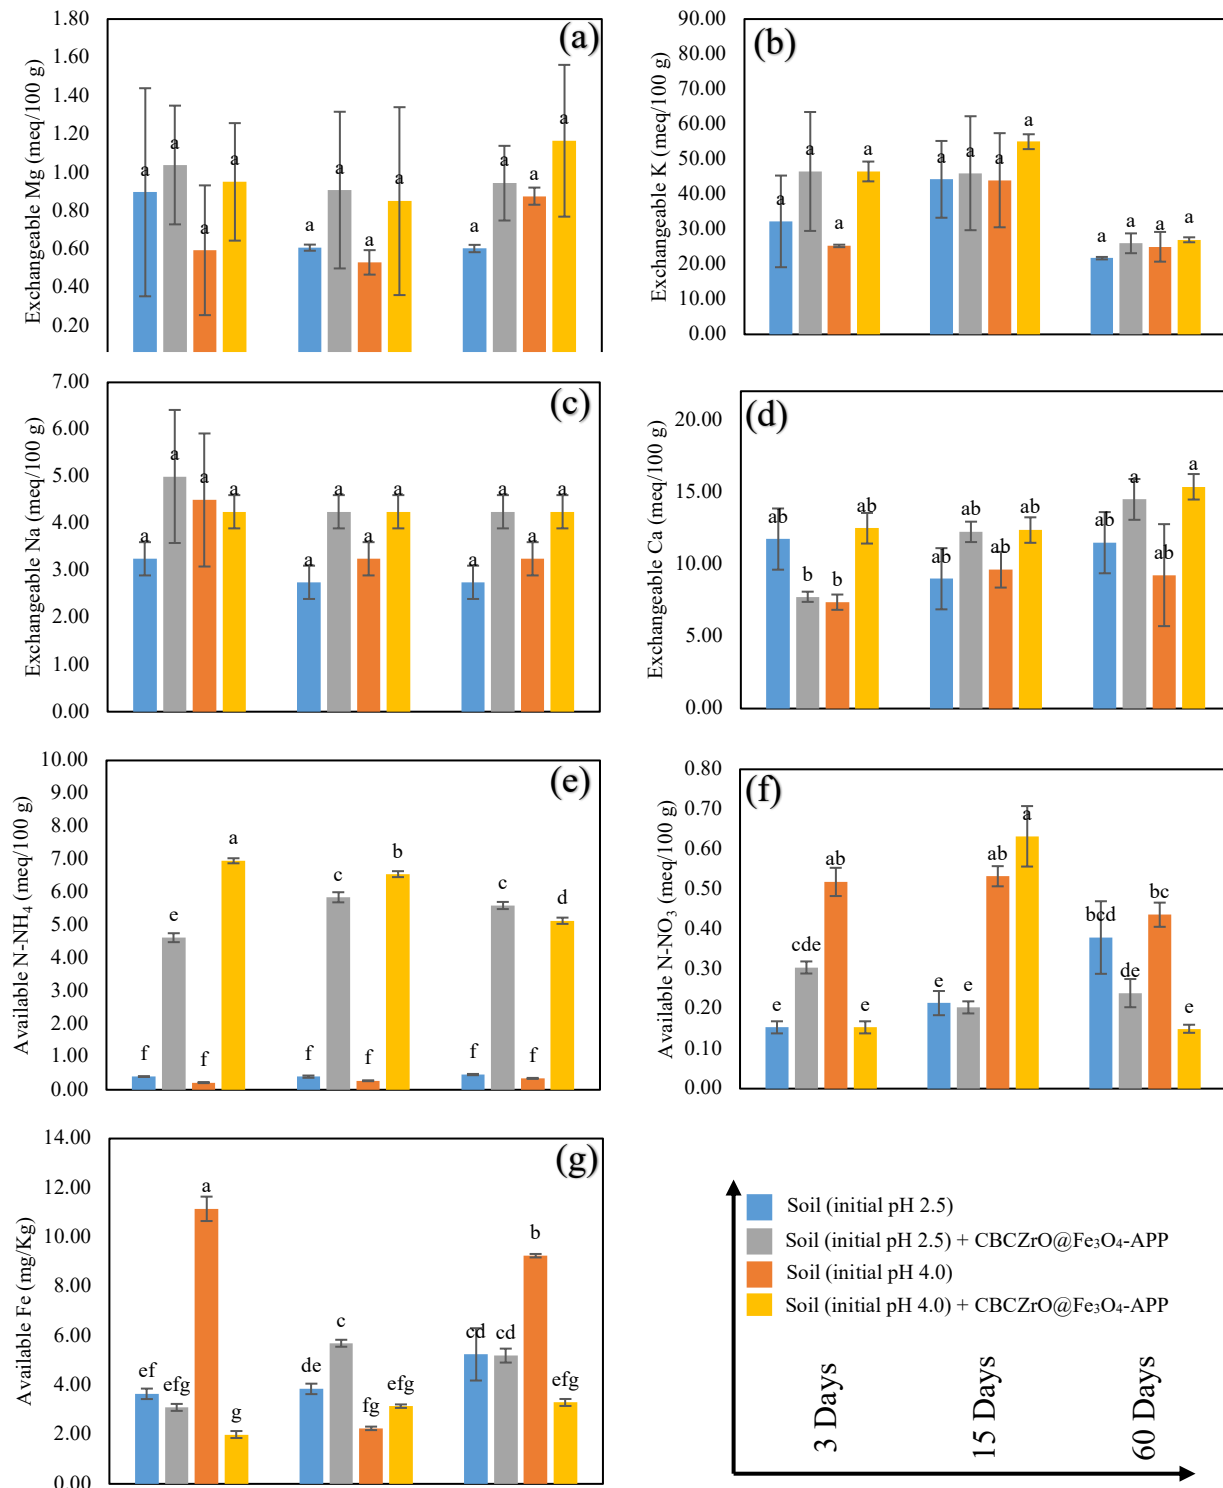 (a)
Exchangeable Mg (meq/100 g)
1.80
1.60
1.40
1.20
1.00
0.80
0.60
0.40
0.20
a a a a
a a a a
a a a a
(b)
Exchangeable K (meq/100 g)
90.00
80.00
70.00
60.00
50.00
40.00
30.00
20.00
10.00
0.00
a a a a
a a a a
a a a a
(c)
Exchangeable Na (meq/100 g)
7.00
6.00
5.00
4.00
3.00
2.00
1.00
0.00
a a a a
a a a a
a a a a
(d)
Exchangeable Ca (meq/100 g)
20.00
15.00
10.00
5.00
0.00
ab b b ab
ab ab ab ab
ab a ab a
(e)
Available N-NH₄ (meq/100 g)
10.00
9.00
8.00
7.00
6.00
5.00
4.00
3.00
2.00
1.00
0.00
f e f a
f c f b
f c f d
(f)
Available N-NO₃ (meq/100 g)
0.80
0.70
0.60
0.50
0.40
0.30
0.20
0.10
0.00
e cde ab e
e e ab a
bcd de bc e
(g)
Available Fe (mg/Kg)
14.00
12.00
10.00
8.00
6.00
4.00
2.00
0.00
ef efg a g
de c fg efg
cd cd b efg
Soil (initial pH 2.5)
Soil (initial pH 2.5) + CBCZrO@Fe₃O₄-APP
Soil (initial pH 4.0)
Soil (initial pH 4.0) + CBCZrO@Fe₃O₄-APP
3 Days
15 Days
60 Days